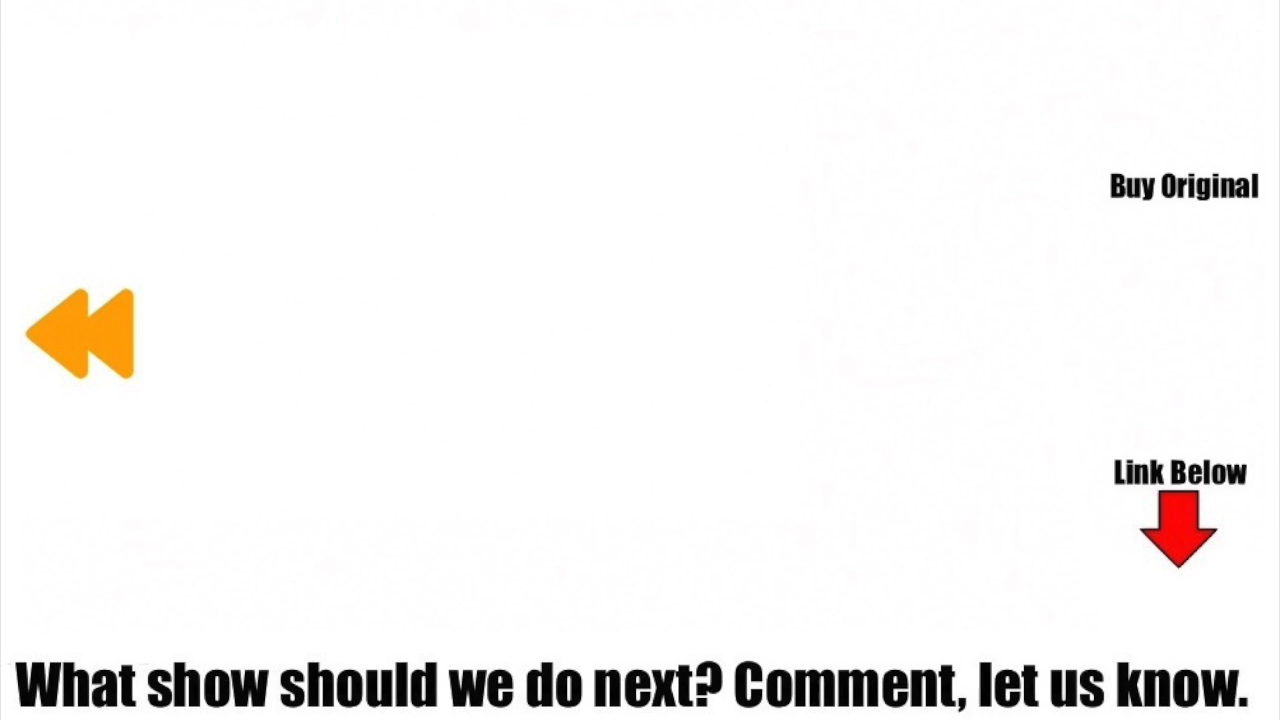 Buy Original
Link Below
What show should we do next? Comment, let us know.